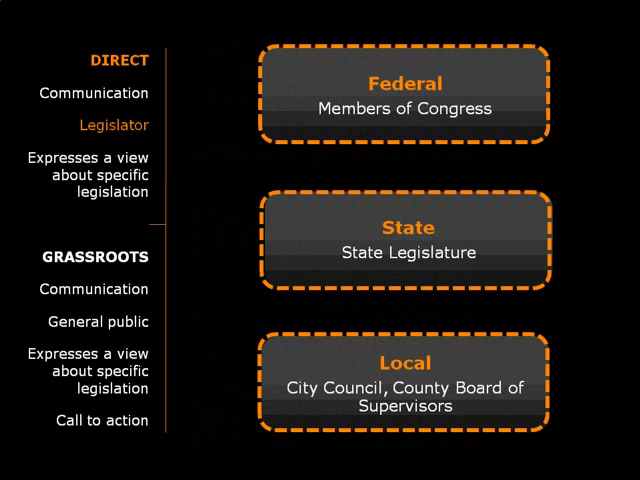 DIRECT
Communication
Legislator
Expresses a view
about specific
legislation
GRASSROOTS
Communication
General public
Expresses a view
about specific
legislation
Call to action
Federal
Members of Congress
State
State Legislature
Local
City Council, County Board of
Supervisors